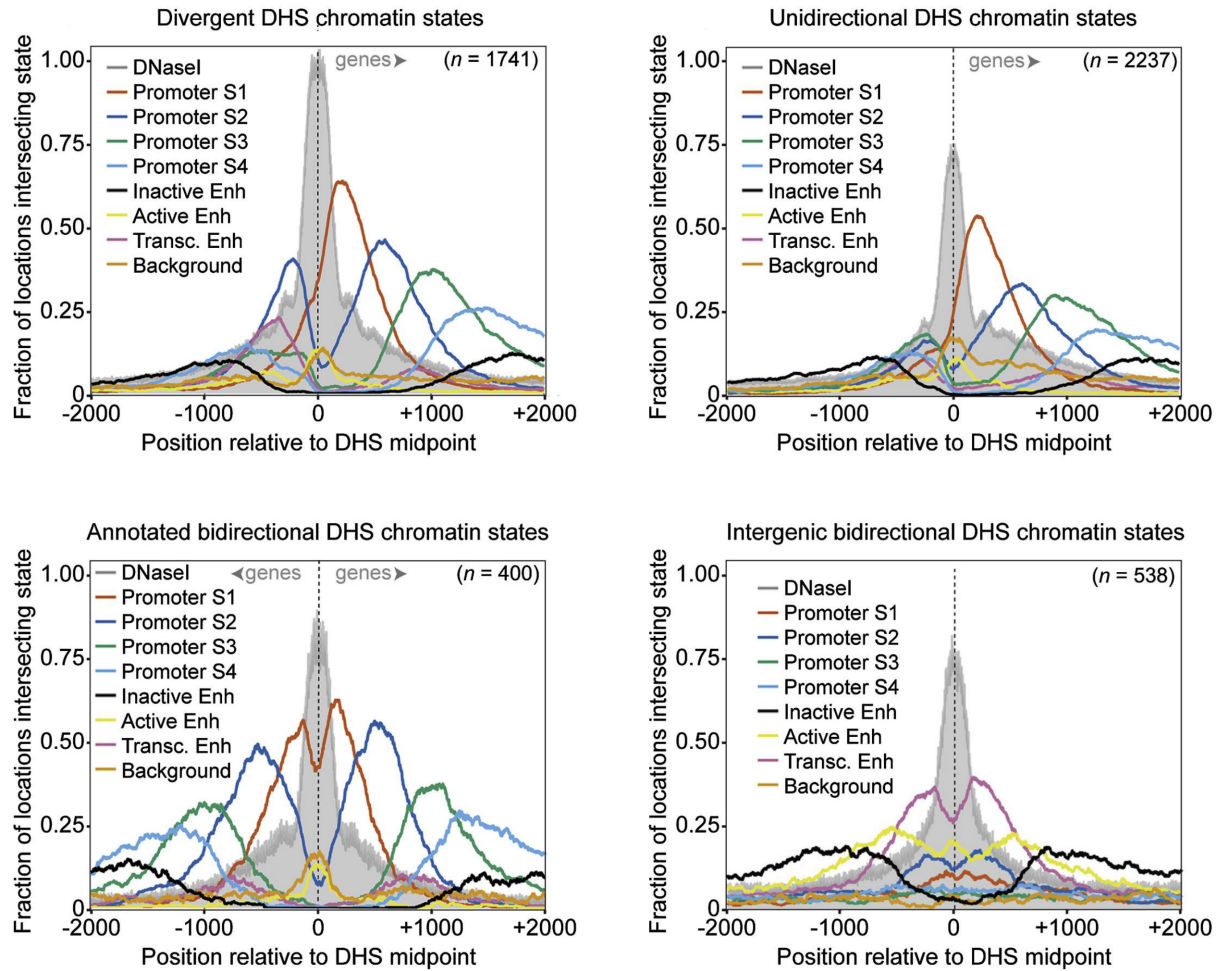 Divergent DHS chromatin states
Fraction of locations intersecting state
1.00
0.75
0.50
0.25
0
genes➤
(n = 1741)
DNaseI
Promoter S1
Promoter S2
Promoter S3
Promoter S4
Inactive Enh
Active Enh
Transc. Enh
Background
-2000 -1000 0 +1000 +2000
Position relative to DHS midpoint
Unidirectional DHS chromatin states
Fraction of locations intersecting state
1.00
0.75
0.50
0.25
0
genes➤
(n = 2237)
DNaseI
Promoter S1
Promoter S2
Promoter S3
Promoter S4
Inactive Enh
Active Enh
Transc. Enh
Background
-2000 -1000 0 +1000 +2000
Position relative to DHS midpoint
Annotated bidirectional DHS chromatin states
Fraction of locations intersecting state
1.00
0.75
0.50
0.25
0
⮜genes genes➤
(n = 400)
DNaseI
Promoter S1
Promoter S2
Promoter S3
Promoter S4
Inactive Enh
Active Enh
Transc. Enh
Background
-2000 -1000 0 +1000 +2000
Position relative to DHS midpoint
Intergenic bidirectional DHS chromatin states
Fraction of locations intersecting state
1.00
0.75
0.50
0.25
0
(n = 538)
DNaseI
Promoter S1
Promoter S2
Promoter S3
Promoter S4
Inactive Enh
Active Enh
Transc. Enh
Background
-2000 -1000 0 +1000 +2000
Position relative to DHS midpoint